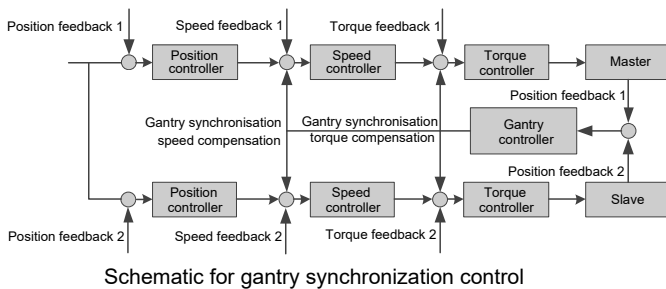 Position feedback 1
Speed feedback 1
Torque feedback 1
Position
controller
Speed
controller
Torque
controller
Master
Position feedback 1
Gantry synchronisation
speed compensation
Gantry synchronisation
torque compensation
Gantry
controller
Position feedback 2
Position
controller
Speed
controller
Torque
controller
Slave
Position feedback 2
Speed feedback 2
Torque feedback 2
Schematic for gantry synchronization control